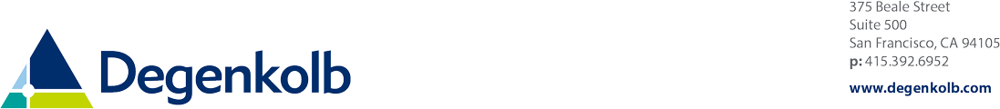 Degenkolb
375 Beale Street
Suite 500
San Francisco, CA 94105
p: 415.392.6952
www.degenkolb.com